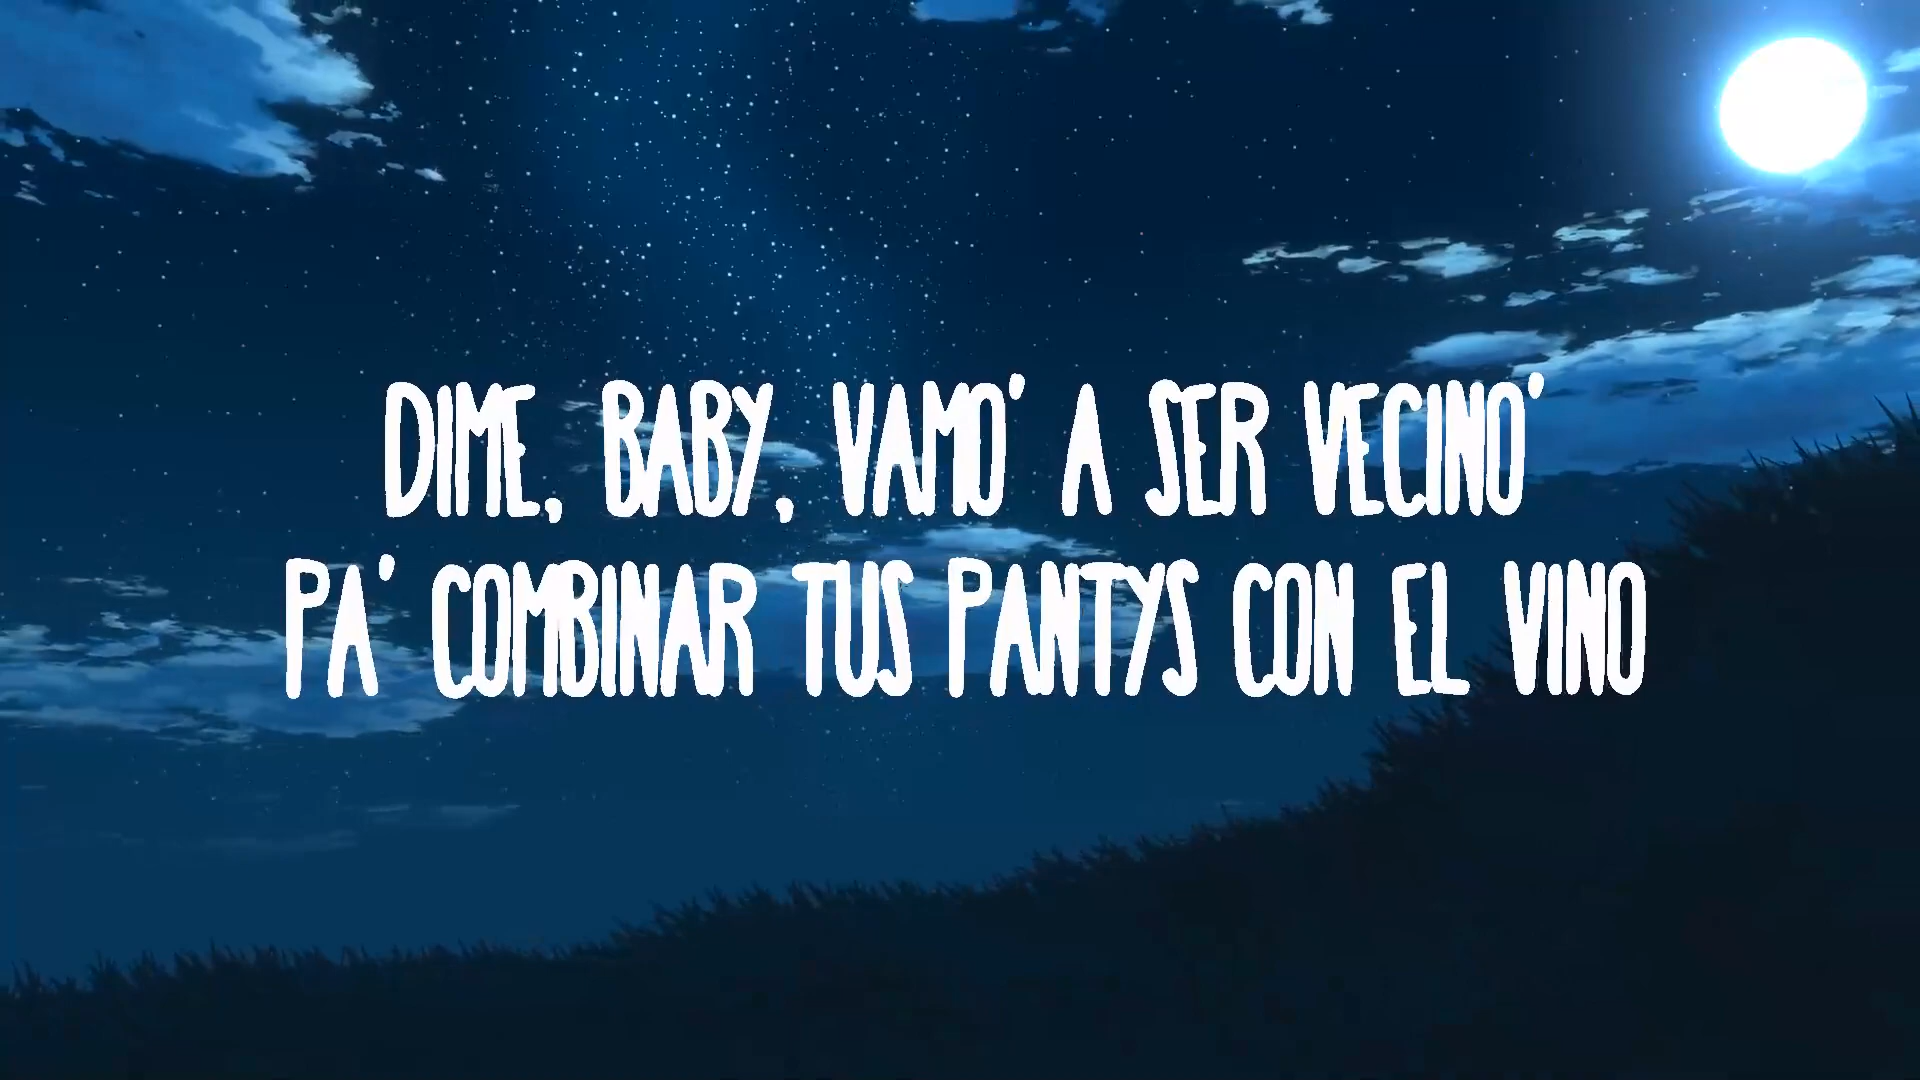 DIME, BABY, VAMO' A SER VECINO'
PA' COMBINAR TUS PANTYS CON EL VINO